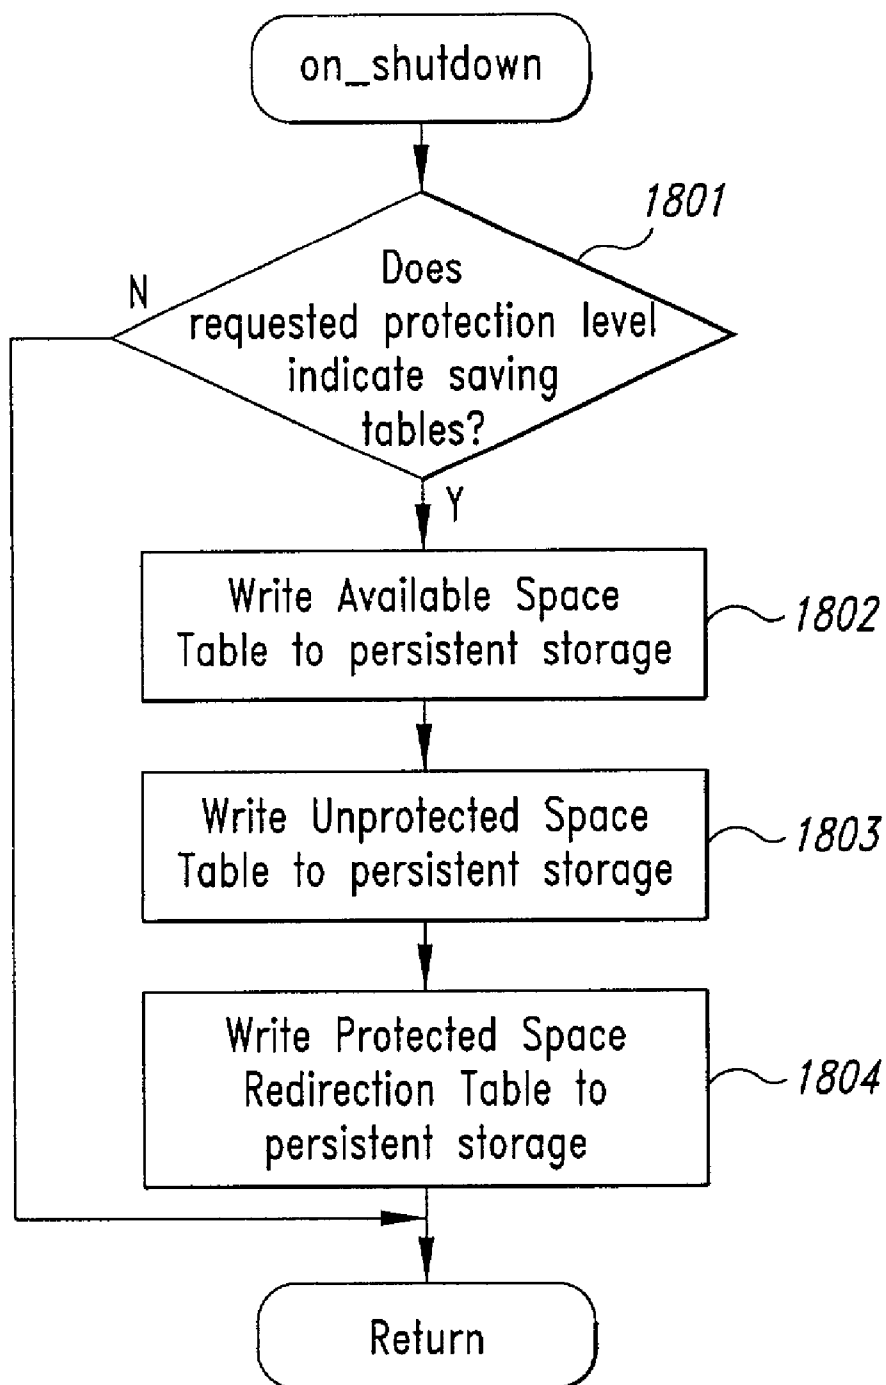 on_shutdown
1801
N
Does
requested protection level
indicate saving
tables?
Y
Write Available Space
Table to persistent storage
1802
Write Unprotected Space
Table to persistent storage
1803
Write Protected Space
Redirection Table to
persistent storage
1804
Return